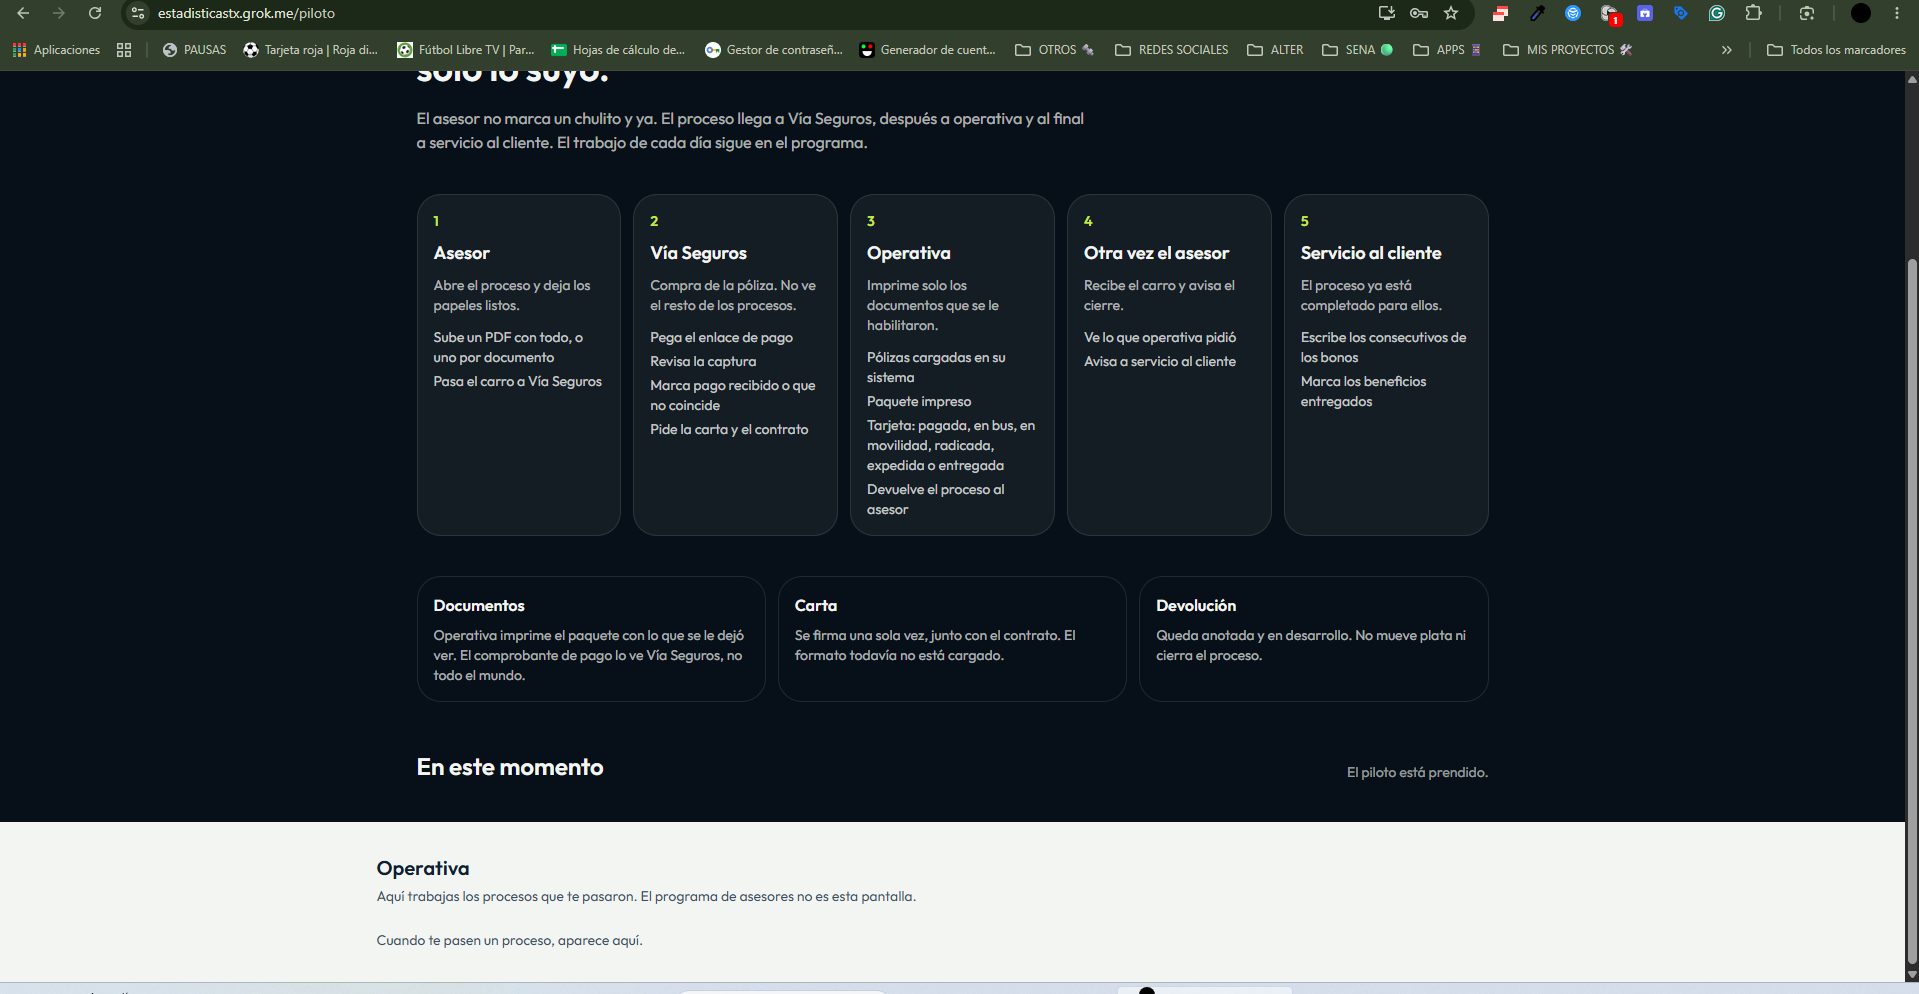 estadisticastx.grok.me/piloto
1
Aplicaciones
PAUSAS
Tarjeta roja | Roja di...
Fútbol Libre TV | Par...
Hojas de cálculo de...
Gestor de contraseñ...
Generador de cuent...
OTROS
REDES SOCIALES
ALTER
SENA
APPS
MIS PROYECTOS
»
Todos los marcadores
solo lo suyo.
El asesor no marca un chulito y ya. El proceso llega a Vía Seguros, después a operativa y al final
a servicio al cliente. El trabajo de cada día sigue en el programa.
1
Asesor
Abre el proceso y deja los
papeles listos.
Sube un PDF con todo, o
uno por documento
Pasa el carro a Vía Seguros
2
Vía Seguros
Compra de la póliza. No ve
el resto de los procesos.
Pega el enlace de pago
Revisa la captura
Marca pago recibido o que
no coincide
Pide la carta y el contrato
3
Operativa
Imprime solo los
documentos que se le
habilitaron.
Pólizas cargadas en su
sistema
Paquete impreso
Tarjeta: pagada, en bus, en
movilidad, radicada,
expedida o entregada
Devuelve el proceso al
asesor
4
Otra vez el asesor
Recibe el carro y avisa el
cierre.
Ve lo que operativa pidió
Avisa a servicio al cliente
5
Servicio al cliente
El proceso ya está
completado para ellos.
Escribe los consecutivos de
los bonos
Marca los beneficios
entregados
Documentos
Operativa imprime el paquete con lo que se le dejó
ver. El comprobante de pago lo ve Vía Seguros, no
todo el mundo.
Carta
Se firma una sola vez, junto con el contrato. El
formato todavía no está cargado.
Devolución
Queda anotada y en desarrollo. No mueve plata ni
cierra el proceso.
En este momento
El piloto está prendido.
Operativa
Aquí trabajas los procesos que te pasaron. El programa de asesores no es esta pantalla.
Cuando te pasen un proceso, aparece aquí.